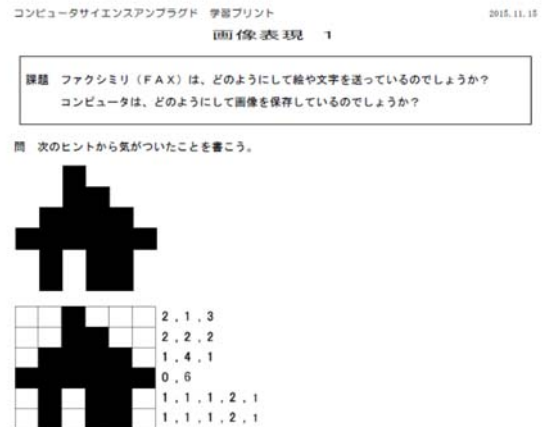 コンピュータサイエンスアンプラグド　学習プリント
2015.11.15
画像表現　1
課題　ファクシミリ（ＦＡＸ）は、どのようにして絵や文字を送っているのでしょうか？
コンピュータは、どのようにして画像を保存しているのでしょうか？
問　次のヒントから気がついたことを書こう。
2 , 1 , 3
2 , 2 , 2
1 , 4 , 1
0 , 6
1 , 1 , 1 , 2 , 1
1 , 1 , 1 , 2 , 1